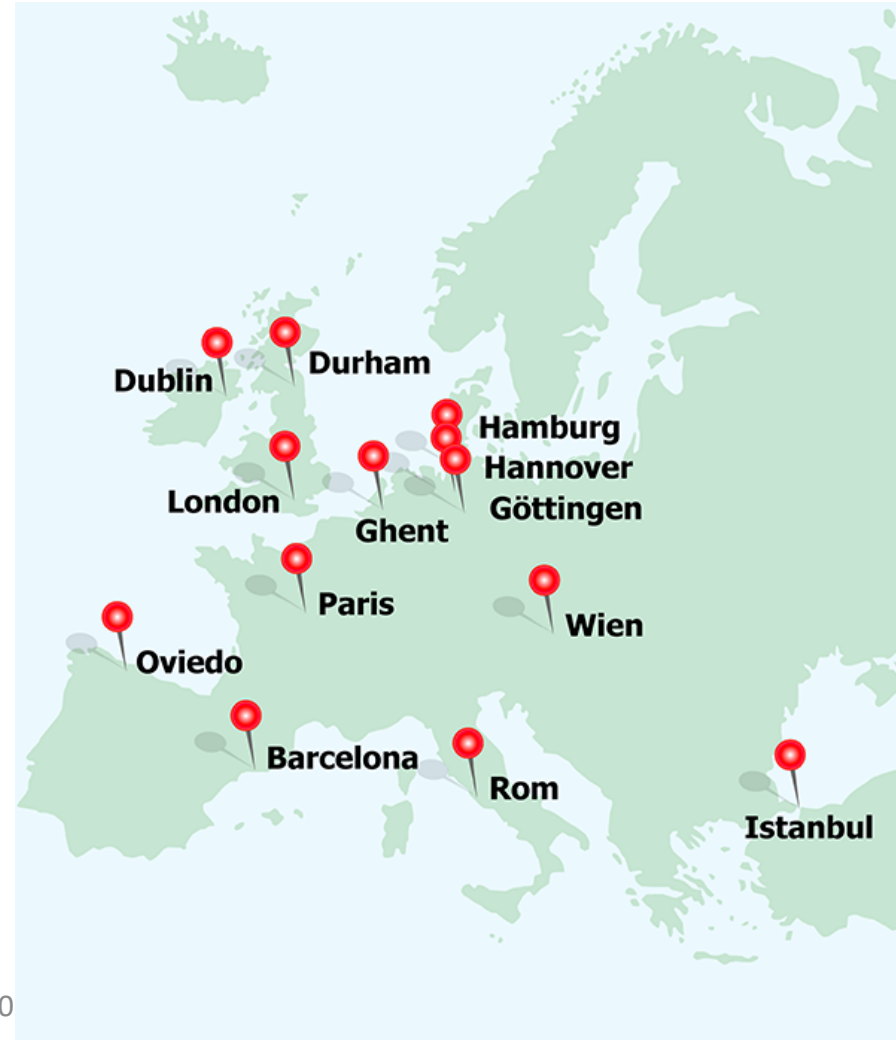 Durham
Dublin
Hamburg
Hannover
London
Göttingen
Ghent
Paris
Wien
Oviedo
Barcelona
Rom
Istanbul
0